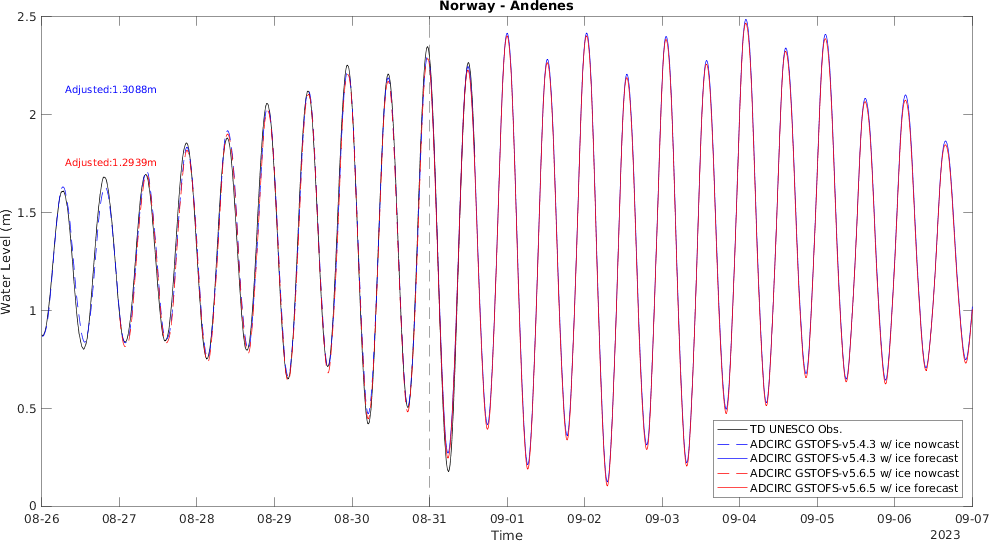 Norway - Andenes
2.5
2
1.5
1
0.5
0
Water Level (m)
Adjusted:1.3088m
Adjusted:1.2939m
TD UNESCO Obs.
ADCIRC GSTOFS-v5.4.3 w/ ice nowcast
ADCIRC GSTOFS-v5.4.3 w/ ice forecast
ADCIRC GSTOFS-v5.6.5 w/ ice nowcast
ADCIRC GSTOFS-v5.6.5 w/ ice forecast
08-26 08-27 08-28 08-29 08-30 08-31 09-01 09-02 09-03 09-04 09-05 09-06 09-07
Time
2023